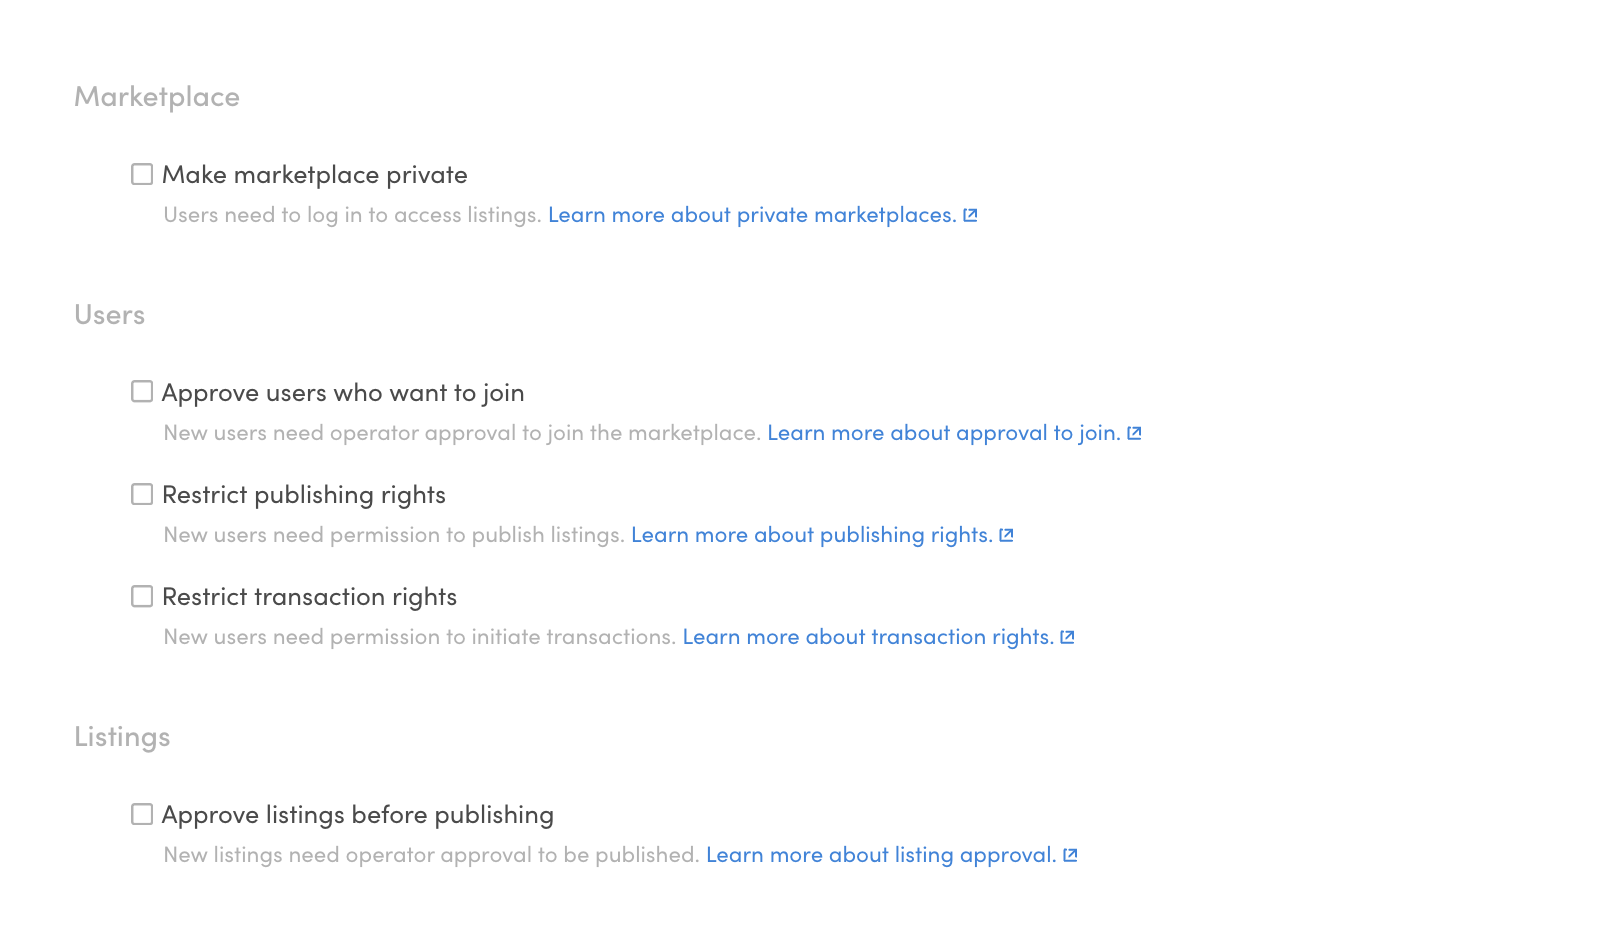 Marketplace
Make marketplace private
Users need to log in to access listings. Learn more about private marketplaces.
Users
Approve users who want to join
New users need operator approval to join the marketplace. Learn more about approval to join.
Restrict publishing rights
New users need permission to publish listings. Learn more about publishing rights.
Restrict transaction rights
New users need permission to initiate transactions. Learn more about transaction rights.
Listings
Approve listings before publishing
New listings need operator approval to be published. Learn more about listing approval.